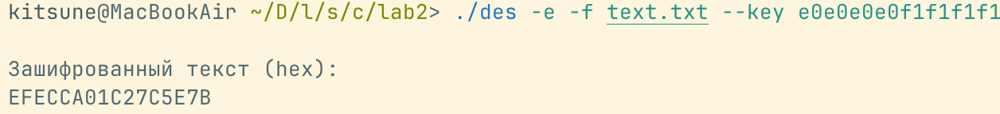 kitsune@MacBookAir ~/D/l/s/c/lab2> ./des -e -f text.txt --key e0e0e0e0f1f1f1f1
Зашифрованный текст (hex):
EFECCA01C27C5E7B